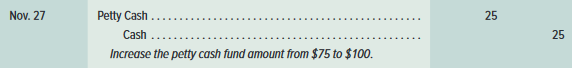 Nov. 27 Petty Cash .................................................. 25
Cash .................................................. 25
Increase the petty cash fund amount from $75 to $100.